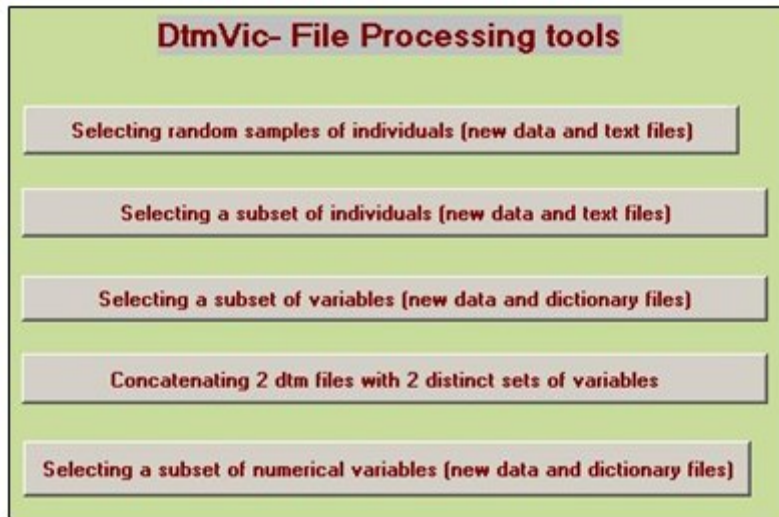 DtmVic- File Processing tools
Selecting random samples of individuals (new data and text files)
Selecting a subset of individuals (new data and text files)
Selecting a subset of variables (new data and dictionary files)
Concatenating 2 dtm files with 2 distinct sets of variables
Selecting a subset of numerical variables (new data and dictionary files)